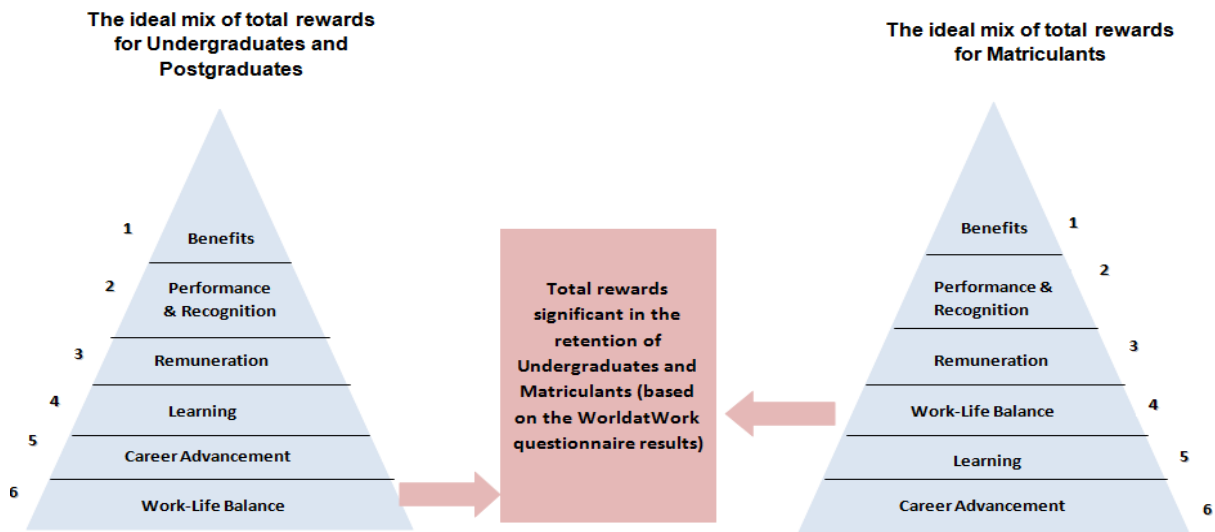 The ideal mix of total rewards
for Undergraduates and
Postgraduates
1
Benefits
2
Performance
& Recognition
3
Remuneration
4
Learning
5
Career Advancement
6
Work-Life Balance
Total rewards
significant in the
retention of
Undergraduates and
Matriculants (based
on the WorldatWork
questionnaire results)
The ideal mix of total rewards
for Matriculants
Benefits
1
2
Performance &
Recognition
Remuneration
3
Work-Life Balance
4
Learning
5
Career Advancement
6